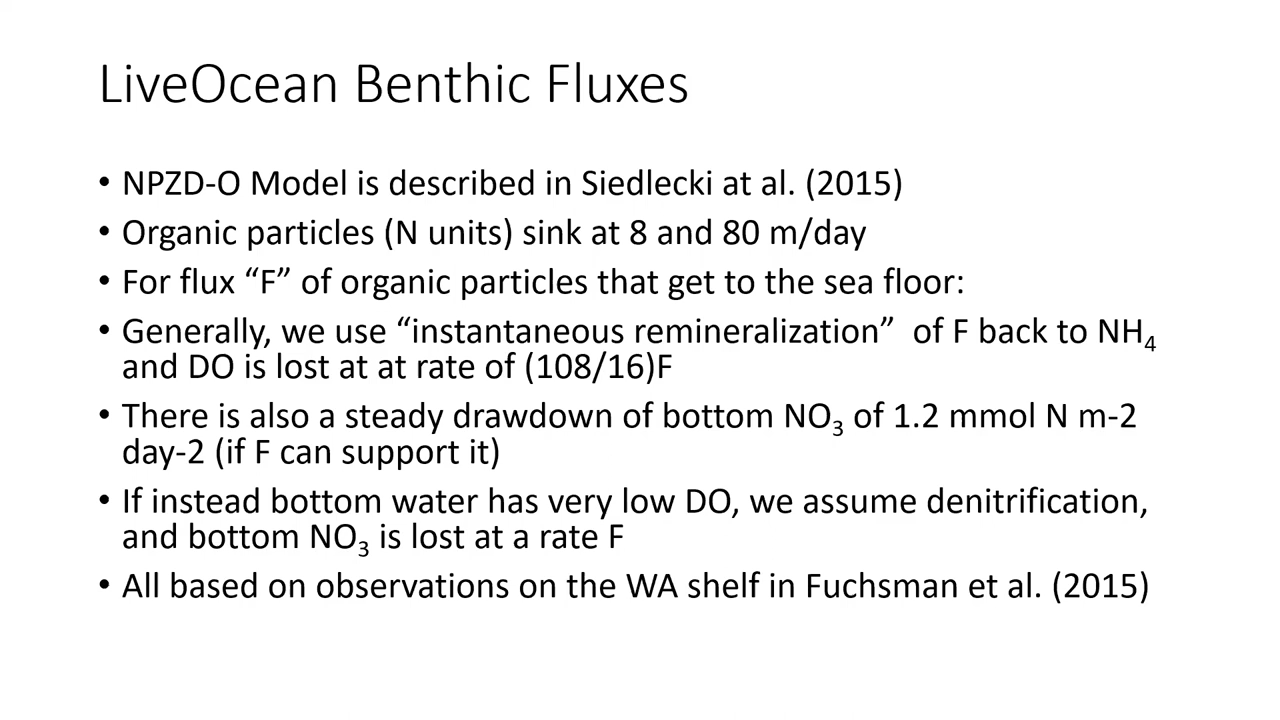 LiveOcean Benthic Fluxes
• NPZD-O Model is described in Siedlecki at al. (2015)
• Organic particles (N units) sink at 8 and 80 m/day
• For flux “F” of organic particles that get to the sea floor:
• Generally, we use “instantaneous remineralization”  of F back to NH₄
and DO is lost at at rate of (108/16)F
• There is also a steady drawdown of bottom NO₃ of 1.2 mmol N m-2
day-2 (if F can support it)
• If instead bottom water has very low DO, we assume denitrification,
and bottom NO₃ is lost at a rate F
• All based on observations on the WA shelf in Fuchsman et al. (2015)